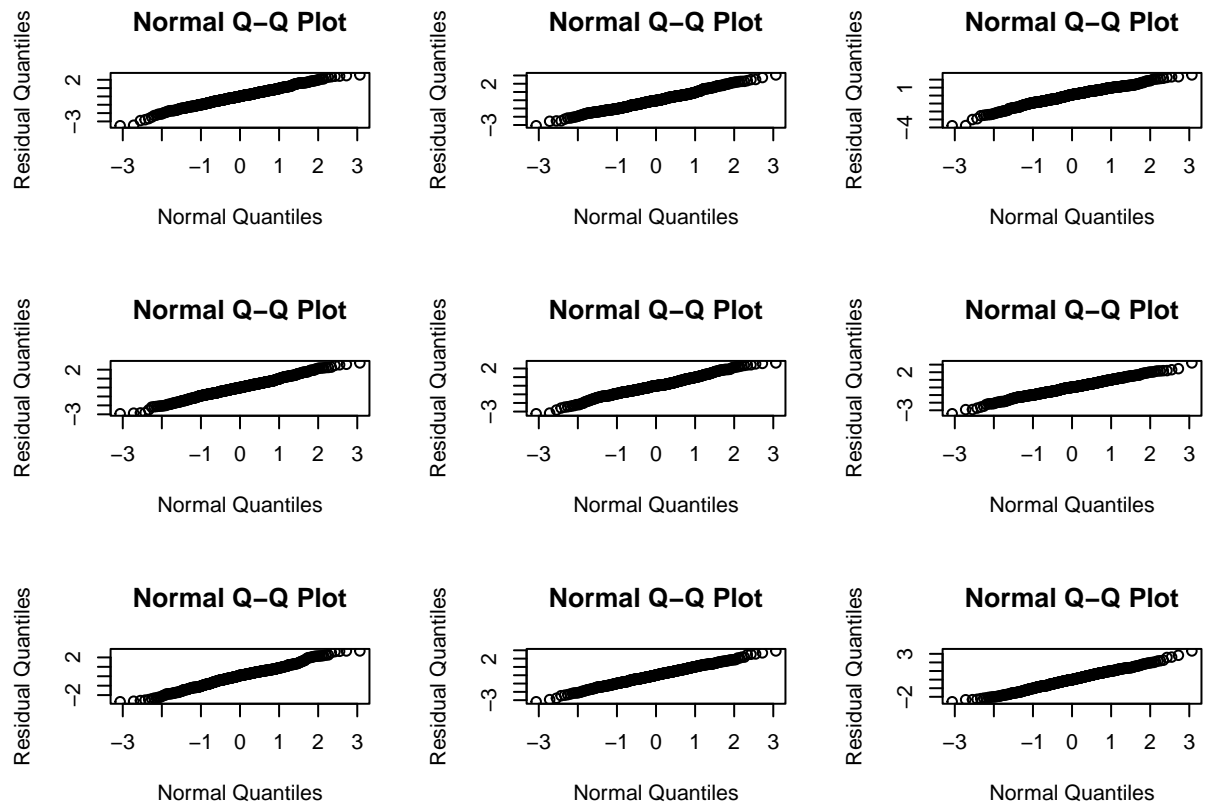 Normal Q−Q Plot
Residual Quantiles
2
−3
−3 −1 0 1 2 3
Normal Quantiles
Normal Q−Q Plot
Residual Quantiles
2
−3
−3 −1 0 1 2 3
Normal Quantiles
Normal Q−Q Plot
Residual Quantiles
1
−4
−3 −1 0 1 2 3
Normal Quantiles
Normal Q−Q Plot
Residual Quantiles
2
−3
−3 −1 0 1 2 3
Normal Quantiles
Normal Q−Q Plot
Residual Quantiles
2
−3
−3 −1 0 1 2 3
Normal Quantiles
Normal Q−Q Plot
Residual Quantiles
2
−3
−3 −1 0 1 2 3
Normal Quantiles
Normal Q−Q Plot
Residual Quantiles
2
−2
−3 −1 0 1 2 3
Normal Quantiles
Normal Q−Q Plot
Residual Quantiles
2
−3
−3 −1 0 1 2 3
Normal Quantiles
Normal Q−Q Plot
Residual Quantiles
3
−2
−3 −1 0 1 2 3
Normal Quantiles